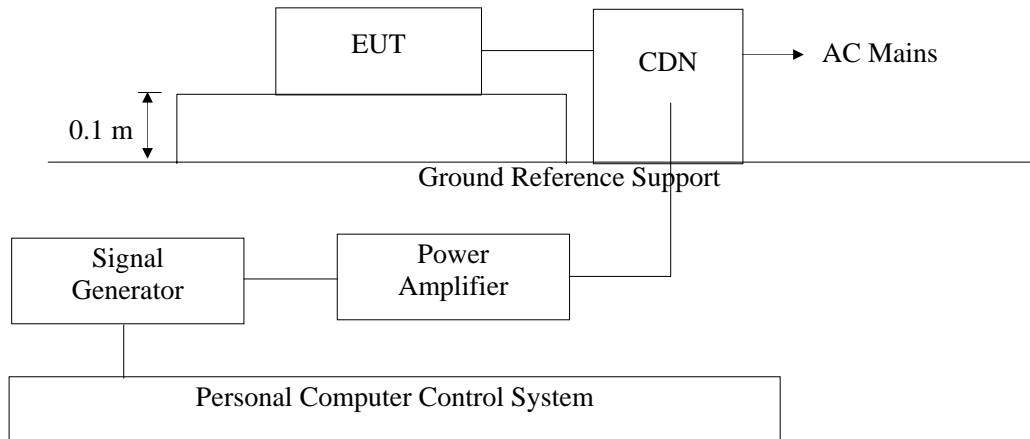 EUT
CDN
AC Mains
0.1 m
Ground Reference Support
Signal
Generator
Power
Amplifier
Personal Computer Control System